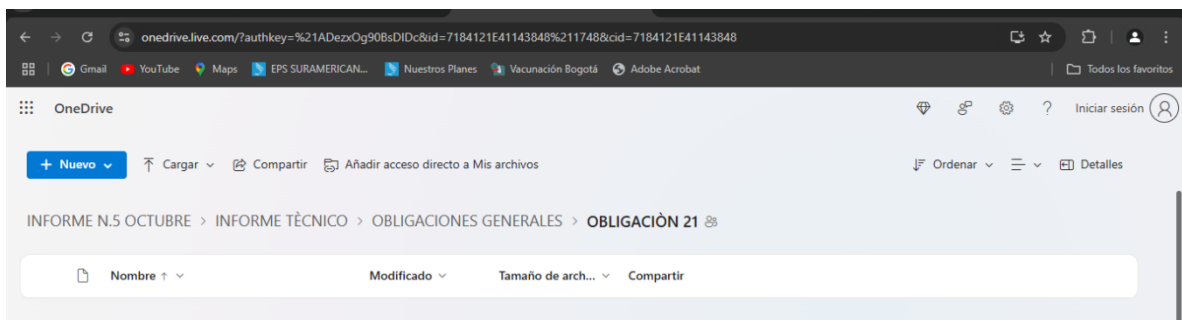 onedrive.live.com/?authkey=%21ADezxOg90BsDIDc&id=7184121E41143848%211748&cid=7184121E41143848
Gmail YouTube Maps EPS SURAMERICAN... Nuestros Planes Vacunación Bogotá Adobe Acrobat Todos los favoritos
OneDrive ? Iniciar sesión
+ Nuevo Cargar Compartir Añadir acceso directo a Mis archivos Ordenar Detalles
INFORME N.5 OCTUBRE > INFORME TÈCNICO > OBLIGACIONES GENERALES > OBLIGACIÒN 21
Nombre ↑ Modificado Tamaño de arch... Compartir